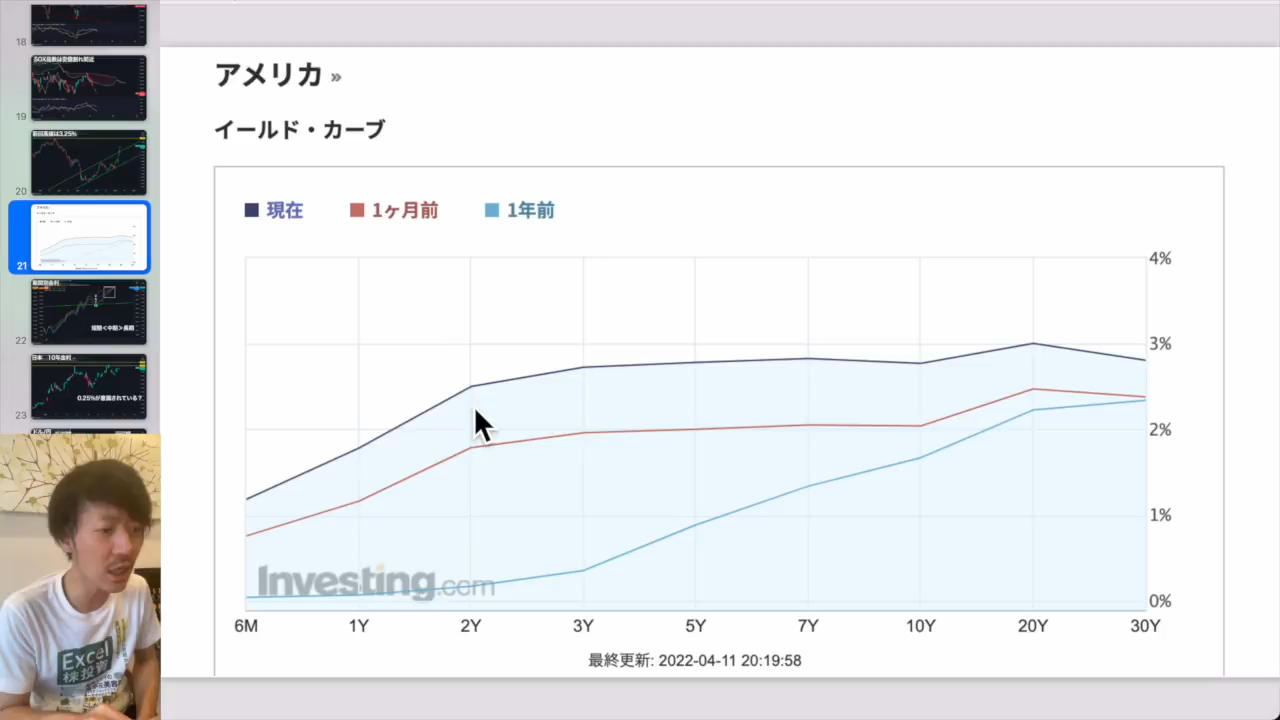 18
SOX指数は安値割れ間近
19
前回高値は3.25%
20
21
期間別金利
短期<中期>長期
22
日本 10年金利
0.25%が意識されている?
23
ドル/円
アメリカ »
イールド・カーブ
現在 1ヶ月前 1年前
4%
3%
2%
1%
0%
Investing.com
6M 1Y 2Y 3Y 5Y 7Y 10Y 20Y 30Y
最終更新: 2022-04-11 20:19:58
Excel
株投資